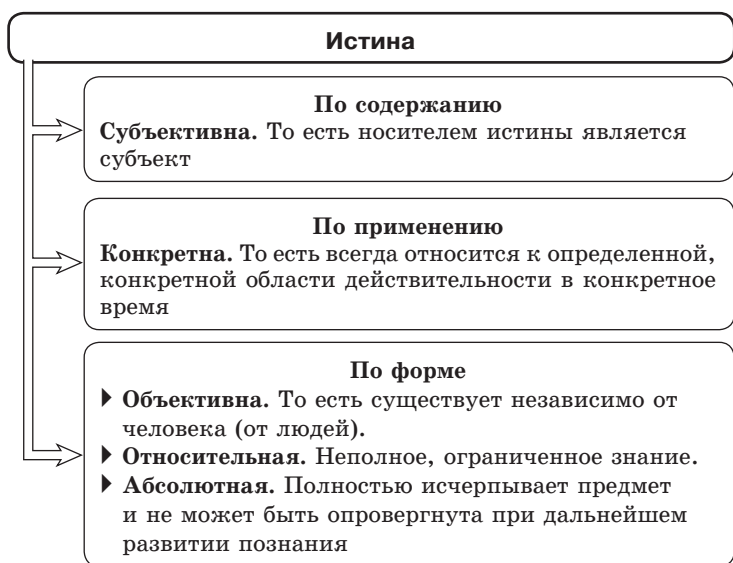 Истина
По содержанию
Субъективна. То есть носителем истины является
субъект
По применению
Конкретна. То есть всегда относится к определенной,
конкретной области действительности в конкретное
время
По форме
Объективна. То есть существует независимо от
человека (от людей).
Относительная. Неполное, ограниченное знание.
Абсолютная. Полностью исчерпывает предмет
и не может быть опровергнута при дальнейшем
развитии познания